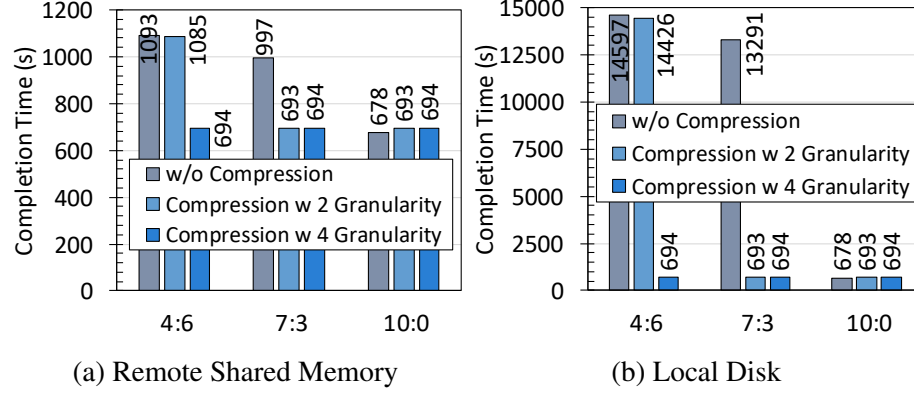 Completion Time (s)
1200
1000
800
600
400
200
0
1093
1085
694
997
693
694
678
693
694
w/o Compression
Compression w 2 Granularity
Compression w 4 Granularity
4:6 7:3 10:0
(a) Remote Shared Memory
Completion Time (s)
15000
12500
10000
7500
5000
2500
0
14597
14426
694
13291
693
694
678
693
694
w/o Compression
Compression w 2 Granularity
Compression w 4 Granularity
4:6 7:3 10:0
(b) Local Disk